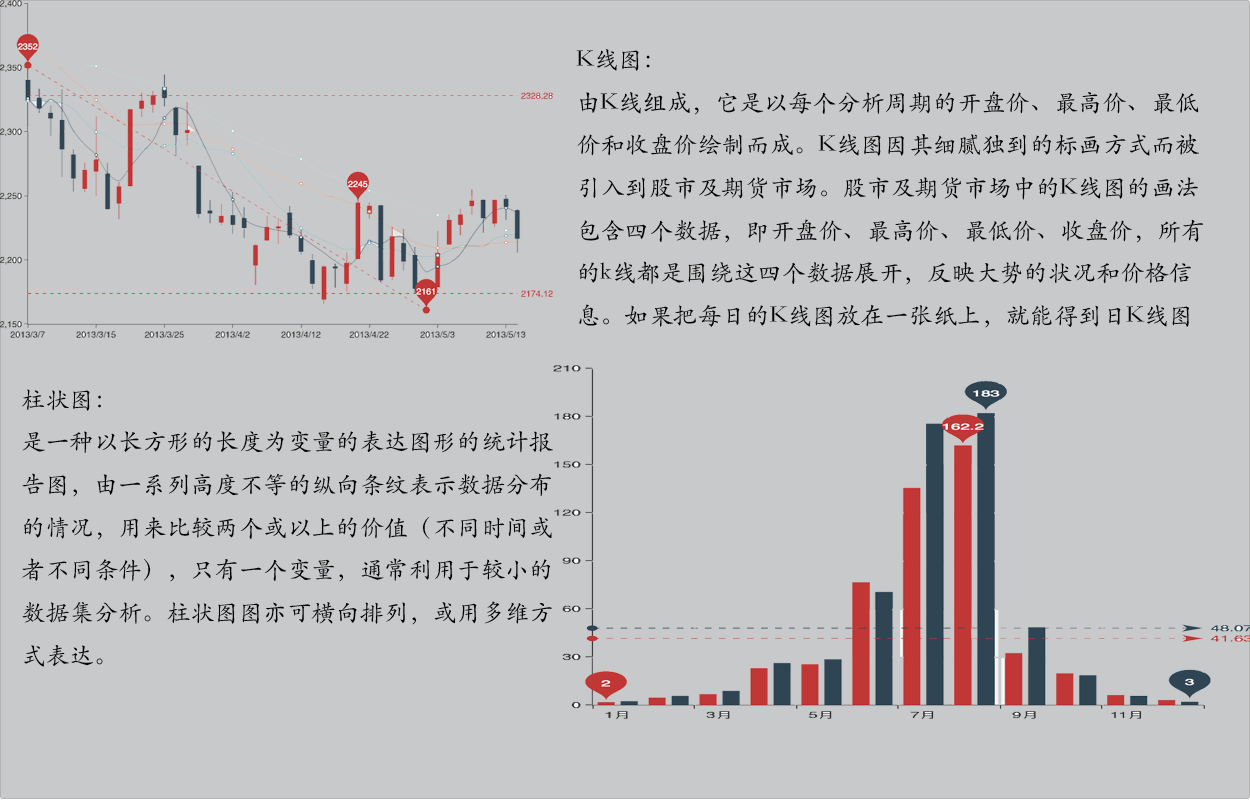 2,400
2352
2,350
2328.28
2,300
2245
2,250
2,200
2161
2174.12
2,150
2013/3/7 2013/3/15 2013/3/25 2013/4/2 2013/4/12 2013/4/22 2013/5/3 2013/5/13
K线图：
由K线组成，它是以每个分析周期的开盘价、最高价、最低
价和收盘价绘制而成。K线图因其细腻独到的标画方式而被
引入到股市及期货市场。股市及期货市场中的K线图的画法
包含四个数据，即开盘价、最高价、最低价、收盘价，所有
的k线都是围绕这四个数据展开，反映大势的状况和价格信
息。如果把每日的K线图放在一张纸上，就能得到日K线图
柱状图：
是一种以长方形的长度为变量的表达图形的统计报
告图，由一系列高度不等的纵向条纹表示数据分布
的情况，用来比较两个或以上的价值（不同时间或
者不同条件），只有一个变量，通常利用于较小的
数据集分析。柱状图图亦可横向排列，或用多维方
式表达。
210
183
180
162.2
150
120
90
60
48.07
41.63
30
2
3
0
1月 3月 5月 7月 9月 11月